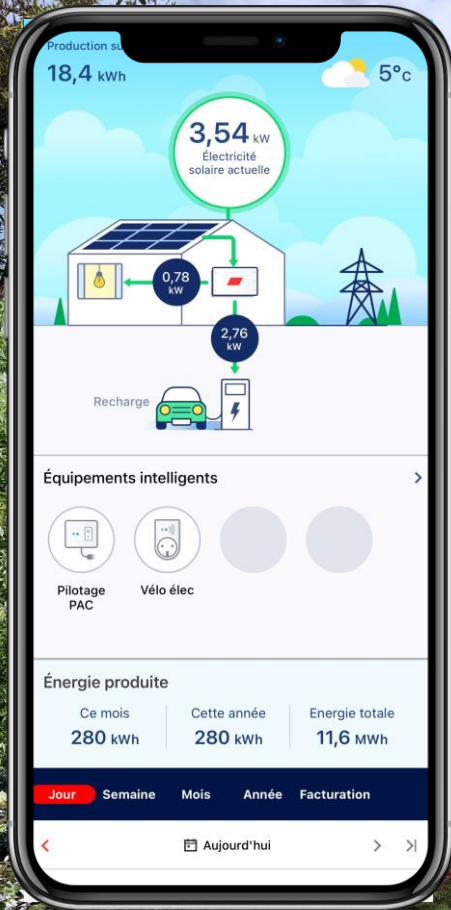 Production su
18,4 kWh
5°c
3,54 kW
Électricité
solaire actuelle
0,78
kW
2,76
kW
Recharge
Équipements intelligents
Pilotage
PAC
Vélo élec
Énergie produite
Ce mois
280 kWh
Cette année
280 kWh
Energie totale
11,6 MWh
Jour Semaine Mois Année Facturation
Aujourd'hui